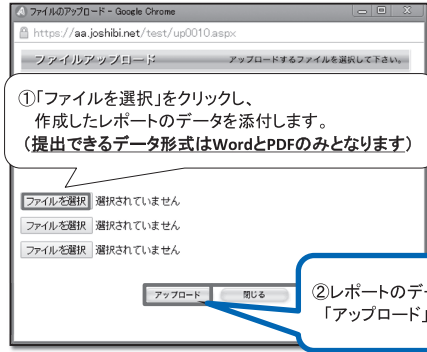 ファイルのアップロード - Google Chrome
https://aa.joshibi.net/test/up0010.aspx
ファイルアップロード
アップロードするファイルを選択して下さい。
①「ファイルを選択」をクリックし、
作成したレポートのデータを添付します。
(提出できるデータ形式はWordとPDFのみとなります)
ファイルを選択 選択されていません
ファイルを選択 選択されていません
ファイルを選択 選択されていません
アップロード 閉じる
②レポートのデー
「アップロード」